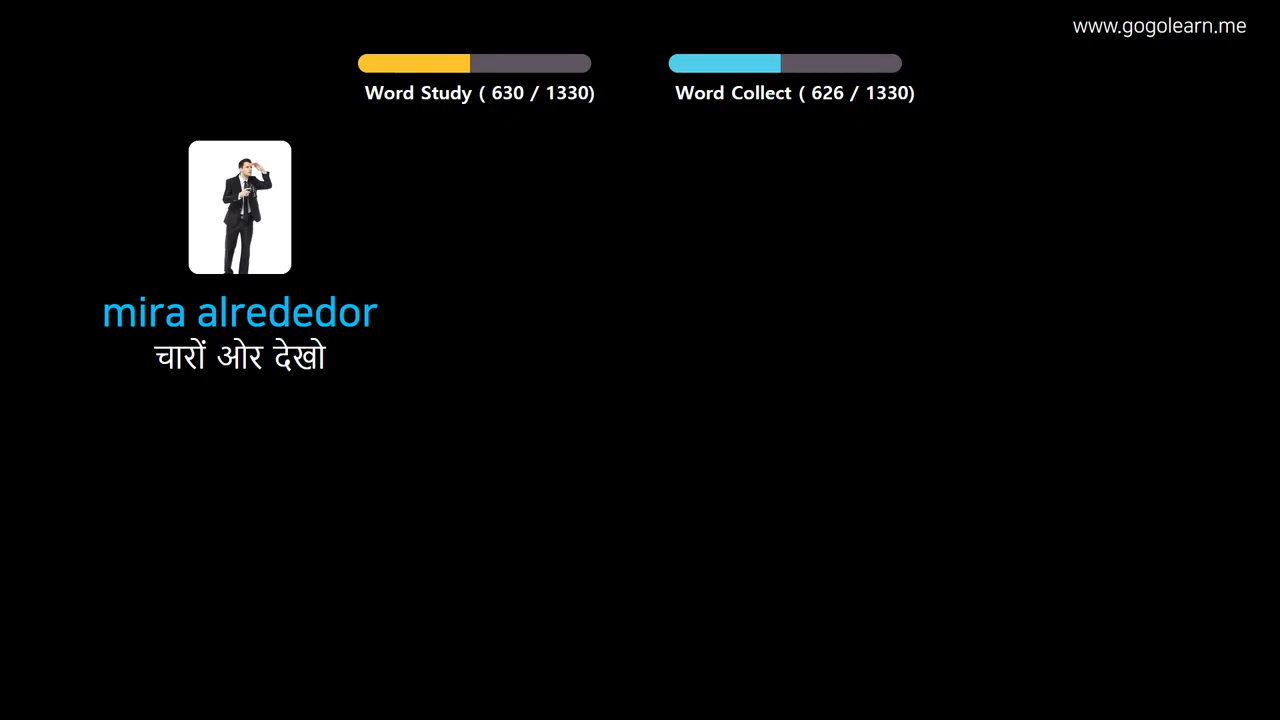 www.gogolearn.me
Word Study ( 630 / 1330)
Word Collect ( 626 / 1330)
mira alrededor
चारों ओर देखो